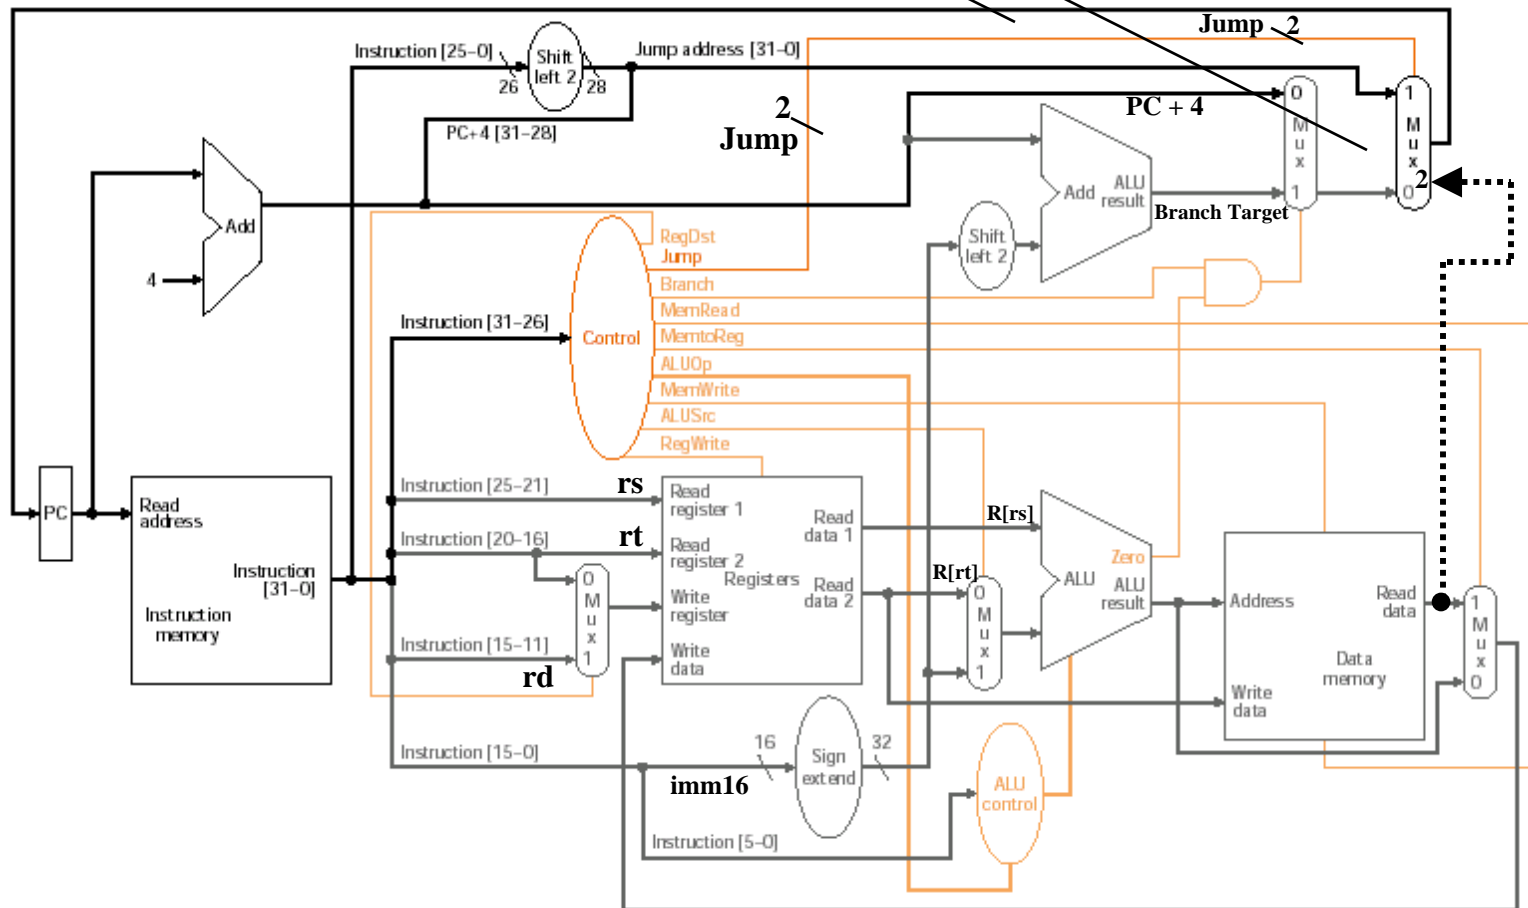 Jump 2
Instruction [25-0]
Shift
left 2
Jump address [31-0]
26
28
2
Jump
PC+4 [31-28]
PC + 4
0
M
u
x
1
1
M
u
x
2
0
Add
ALU
result
Branch Target
Add
4
Shift
left 2
RegDst
Jump
Branch
MemRead
MemtoReg
ALUOp
MemWrite
ALUSrc
RegWrite
Instruction [31-26]
Control
PC
Read
address
Instruction
[31-0]
Instruction
memory
Instruction [25-21]
rs
Instruction [20-16]
rt
0
M
u
x
1
Instruction [15-11]
rd
Read
register 1
Read
register 2
Registers
Write
register
Write
data
Read
data 1
Read
data 2
R[rs]
R[rt]
0
M
u
x
1
Zero
ALU
ALU
result
Address
Read
data
Data
memory
Write
data
1
M
u
x
0
Instruction [15-0]
16
imm16
Sign
extend
32
ALU
control
Instruction [5-0]